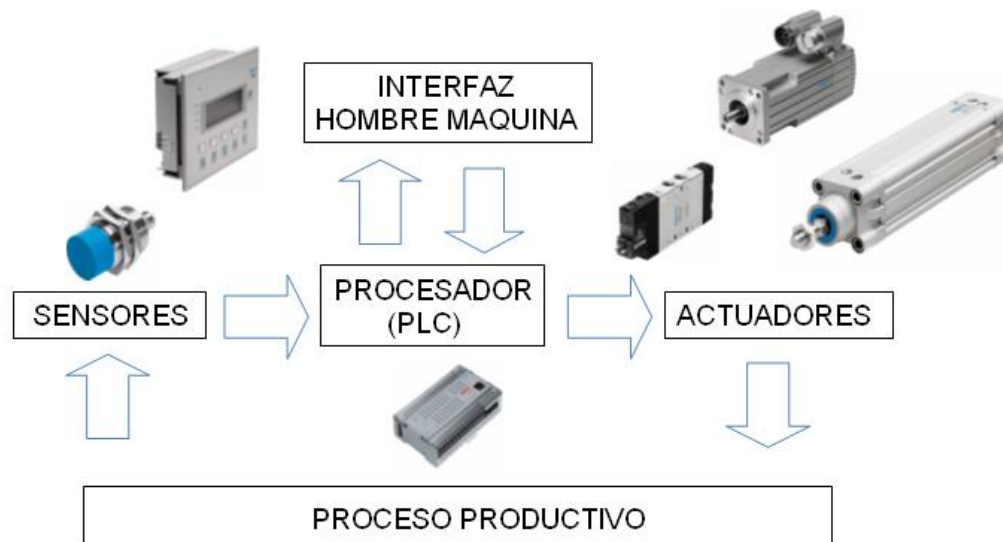 INTERFAZ
HOMBRE MAQUINA
SENSORES
PROCESADOR
(PLC)
ACTUADORES
PROCESO PRODUCTIVO